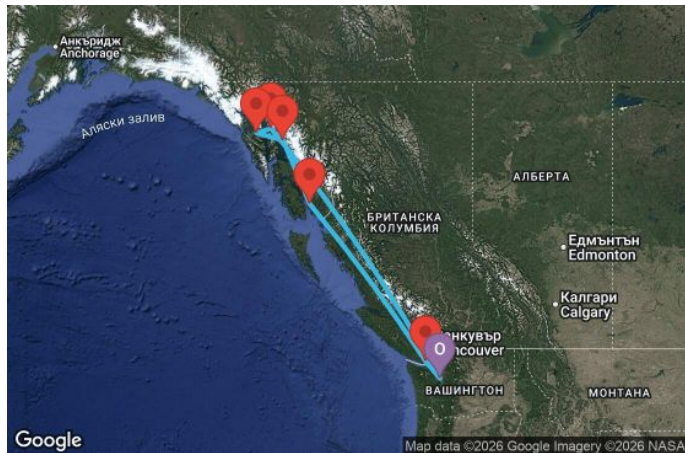 Анкъридж
Anchorage
Аляски залив
АЛБЕРТА
БРИТАНСКА
КОЛУМБИЯ
Едмънтън
Edmonton
Калгари
Calgary
нкувър
ncouver
O
ВАШИНГТОН
МОНТАНА
Google
Map data ©2026 Google Imagery ©2026 NASA